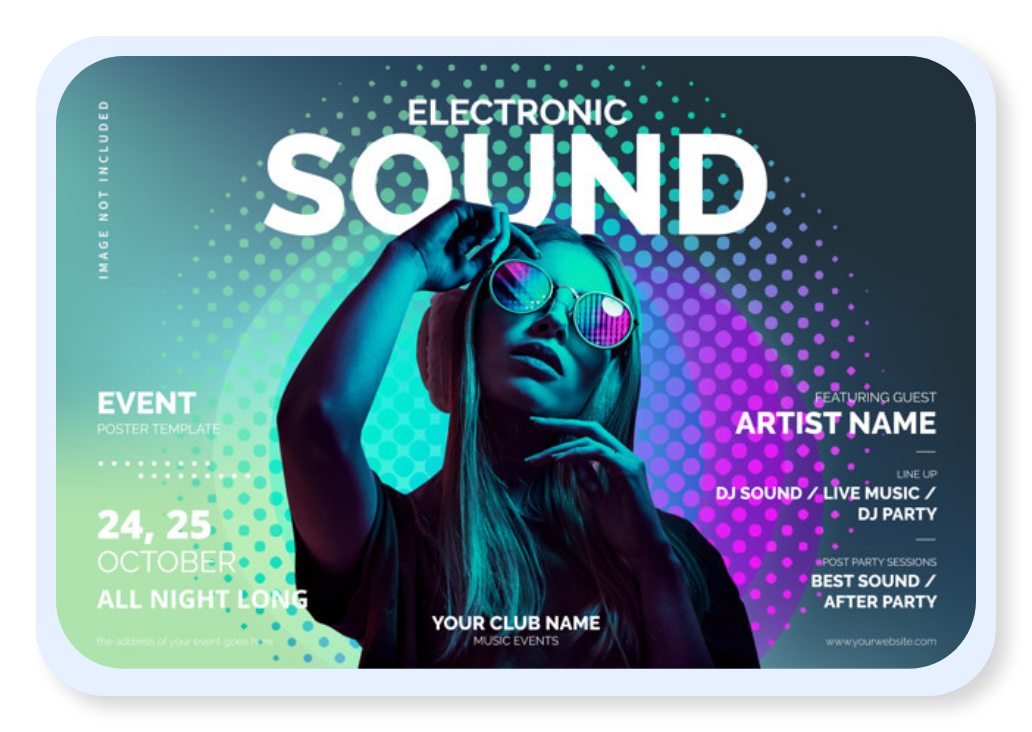 IMAGE NOT INCLUDED
ELECTRONIC
SOUND
EVENT
POSTER TEMPLATE
24, 25
OCTOBER
ALL NIGHT LONG
the address of your event goes here
YOUR CLUB NAME
MUSIC EVENTS
FEATURING GUEST
ARTIST NAME
LINE UP
DJ SOUND / LIVE MUSIC /
DJ PARTY
POST PARTY SESSIONS
BEST SOUND /
AFTER PARTY
www.yourwebsite.com